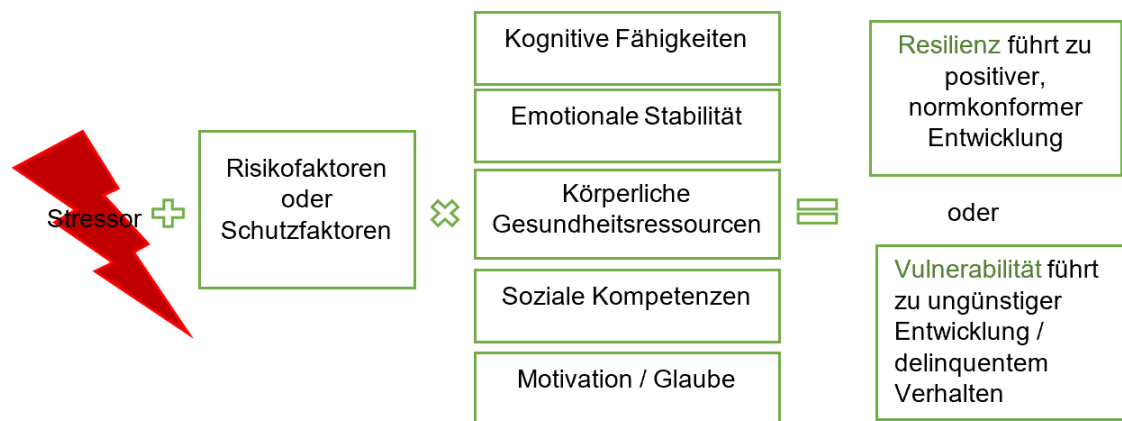 Stressor
Risikofaktoren
oder
Schutzfaktoren
Kognitive Fähigkeiten
Emotionale Stabilität
Körperliche
Gesundheitsressourcen
Soziale Kompetenzen
Motivation / Glaube
Resilienz führt zu
positiver,
normkonformer
Entwicklung
oder
Vulnerabilität führt
zu ungünstiger
Entwicklung /
delinquentem
Verhalten